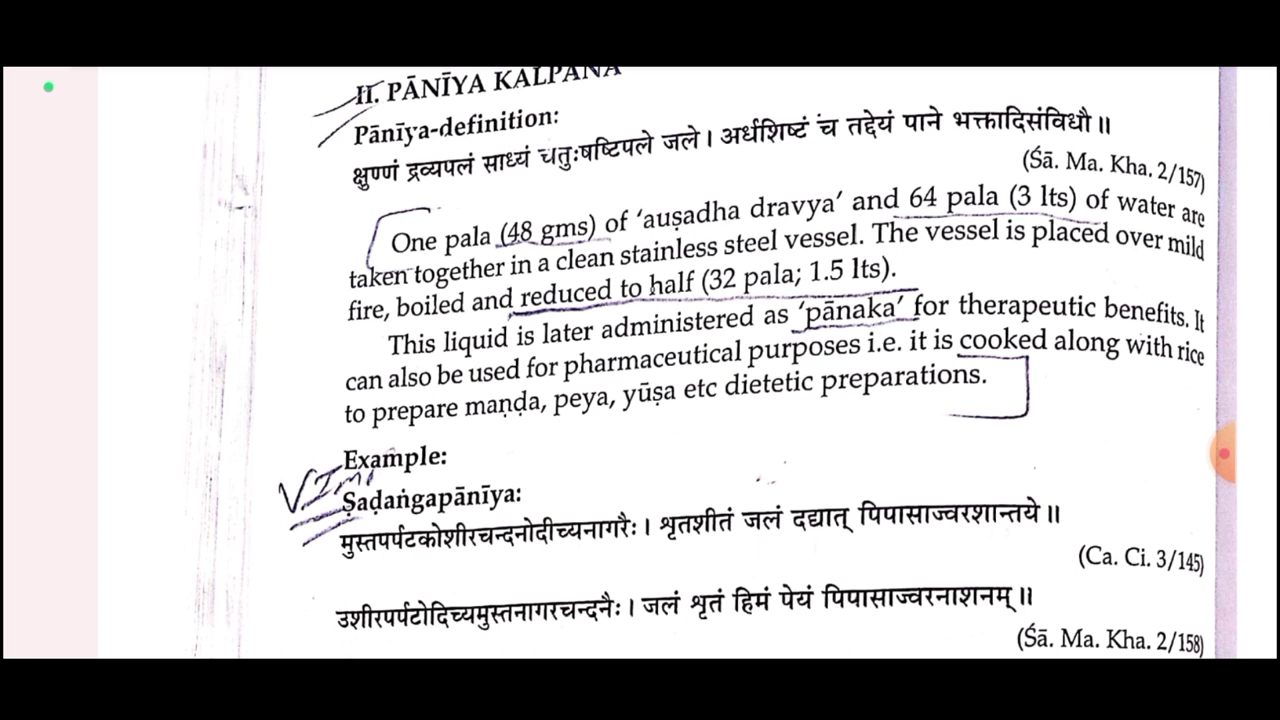 II. PĀNĪYA KALPANĀ
Pānīya-definition:
क्षुण्णं द्रव्यपलं साध्यं चतुःषष्टिपले जले। अर्धशिष्टं च तद्देयं पाने भक्तादिसंविधौ॥
(Śā. Ma. Kha. 2/157)
One pala (48 gms) of ‘auṣadha dravya’ and 64 pala (3 lts) of water are
taken together in a clean stainless steel vessel. The vessel is placed over mild
fire, boiled and reduced to half (32 pala; 1.5 lts).
This liquid is later administered as ‘pānaka’ for therapeutic benefits. It
can also be used for pharmaceutical purposes i.e. it is cooked along with rice
to prepare maṇḍa, peya, yūṣa etc dietetic preparations.
Example:
V Imp
Ṣaḍaṅgapānīya:
मुस्तपर्पटकोशीरचन्दनोदीच्यनागरैः। शृतशीतं जलं दद्यात् पिपासाज्वरशान्तये॥
(Ca. Ci. 3/145)
उशीरपर्पटोदिच्यमुस्तनागरचन्दनैः। जलं शृतं हिमं पेयं पिपासाज्वरनाशनम्॥
(Śā. Ma. Kha. 2/158)